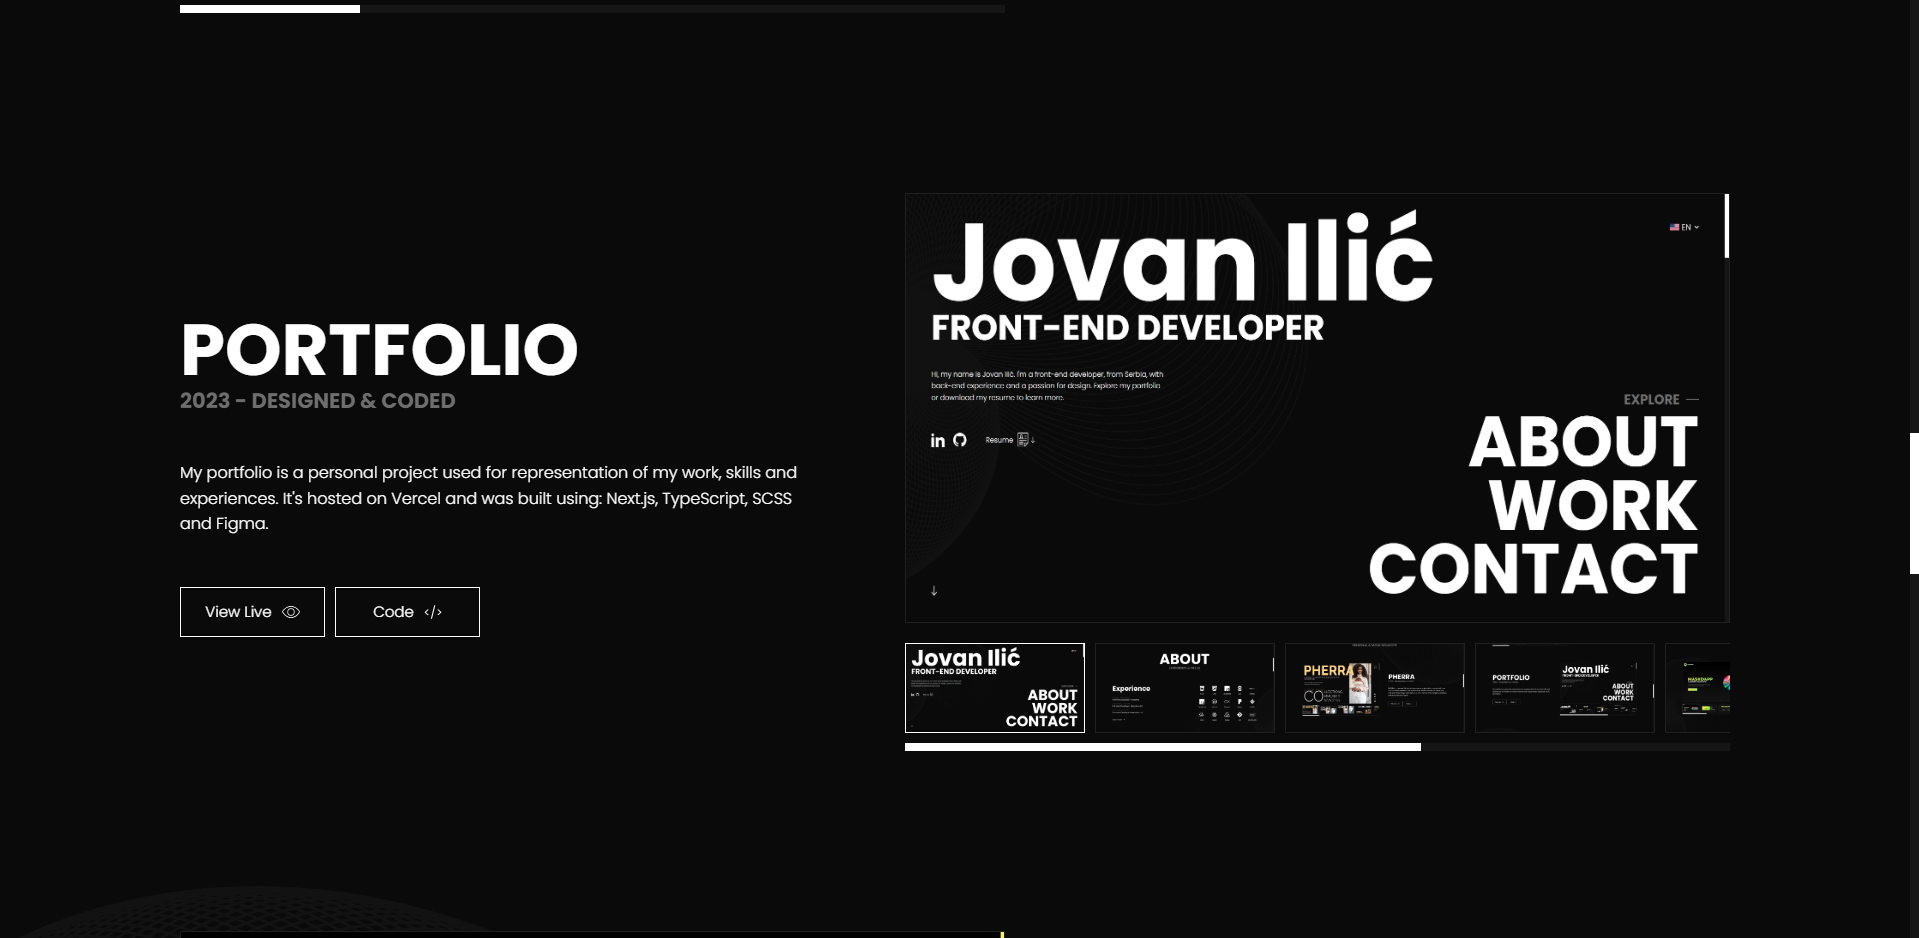 PORTFOLIO
2023 - DESIGNED & CODED
My portfolio is a personal project used for representation of my work, skills and
experiences. It's hosted on Vercel and was built using: Next.js, TypeScript, SCSS
and Figma.
View Live
Code </>
Jovan Ilić
EN
FRONT-END DEVELOPER
Hi, my name is Jovan Ilić. I'm a front-end developer, from Serbia, with
back-end experience and a passion for design. Explore my portfolio
or download my resume to learn more.
Resume
EXPLORE
ABOUT
WORK
CONTACT
Jovan Ilić
FRONT-END DEVELOPER
ABOUT
WORK
CONTACT
ABOUT
Experience
PHERRA
PHERRA
PORTFOLIO
Jovan Ilić
FRONT-END DEVELOPER
ABOUT
WORK
CONTACT